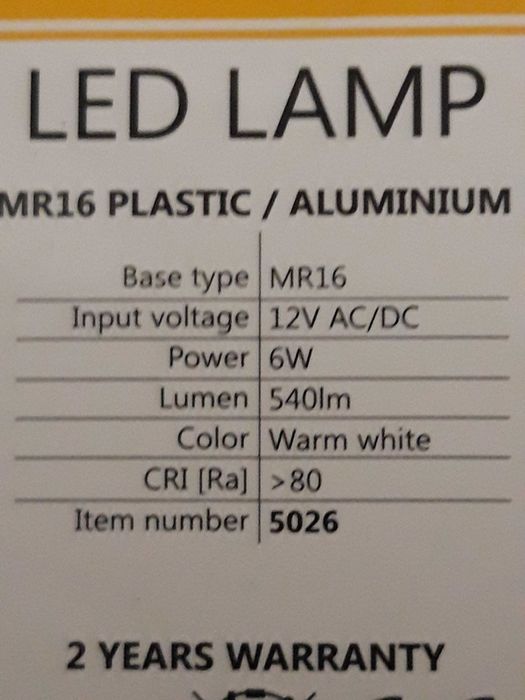 LED LAMP
MR16 PLASTIC / ALUMINIUM
Base type MR16
Input voltage 12V AC/DC
Power 6W
Lumen 540lm
Color Warm white
CRI [Ra] >80
Item number 5026
2 YEARS WARRANTY